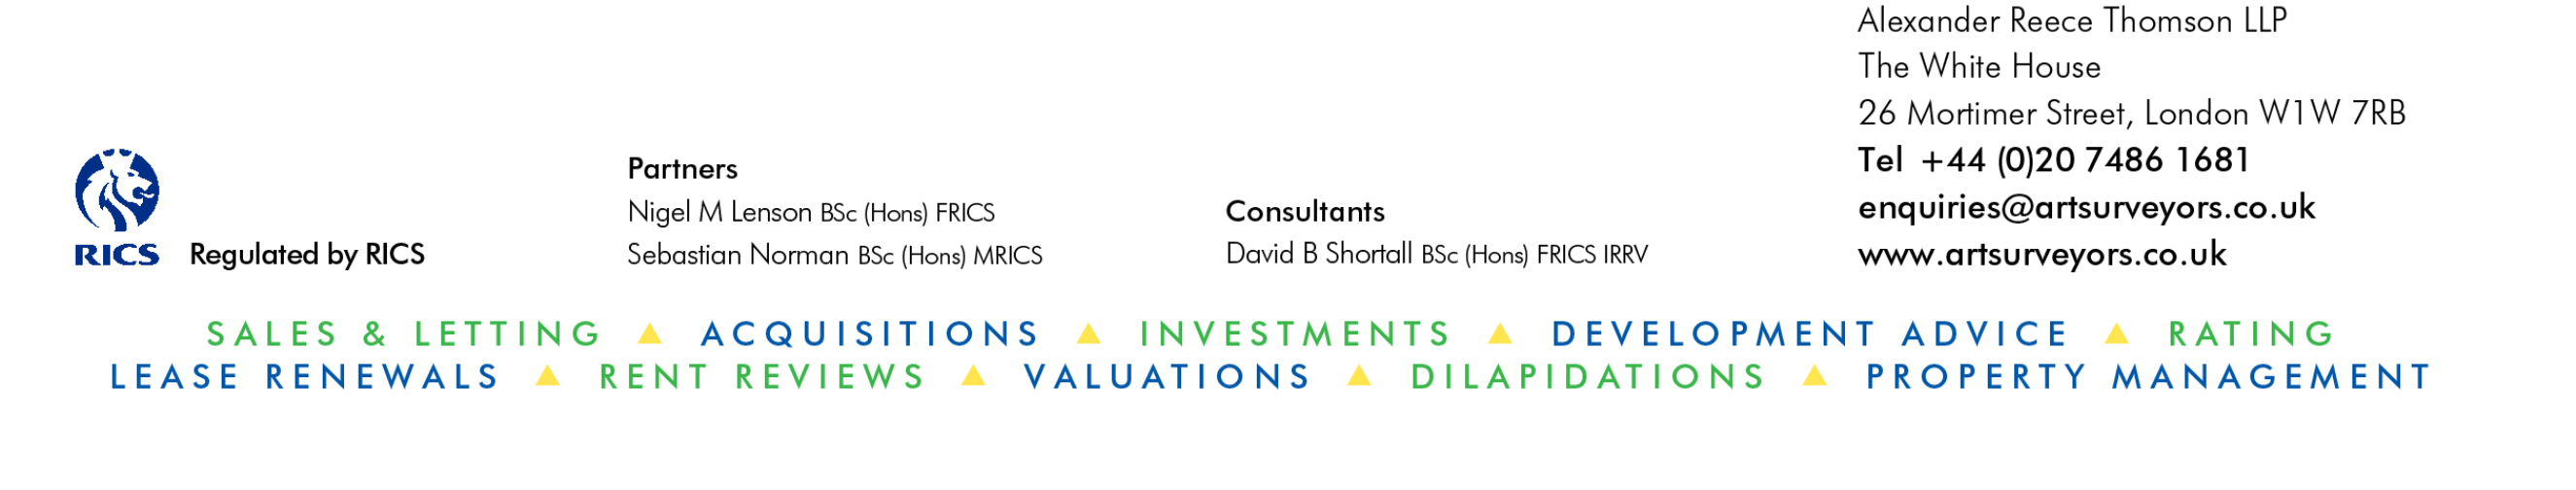 Alexander Reece Thomson LLP
The White House
26 Mortimer Street, London W1W 7RB
Tel +44 (0)20 7486 1681
enquiries@artsurveyors.co.uk
www.artsurveyors.co.uk
RICS
Regulated by RICS
Partners
Nigel M Lenson BSc (Hons) FRICS
Sebastian Norman BSc (Hons) MRICS
Consultants
David B Shortall BSc (Hons) FRICS IRRV
SALES & LETTING ▲ ACQUISITIONS ▲ INVESTMENTS ▲ DEVELOPMENT ADVICE ▲ RATING
LEASE RENEWALS ▲ RENT REVIEWS ▲ VALUATIONS ▲ DILAPIDATIONS ▲ PROPERTY MANAGEMENT